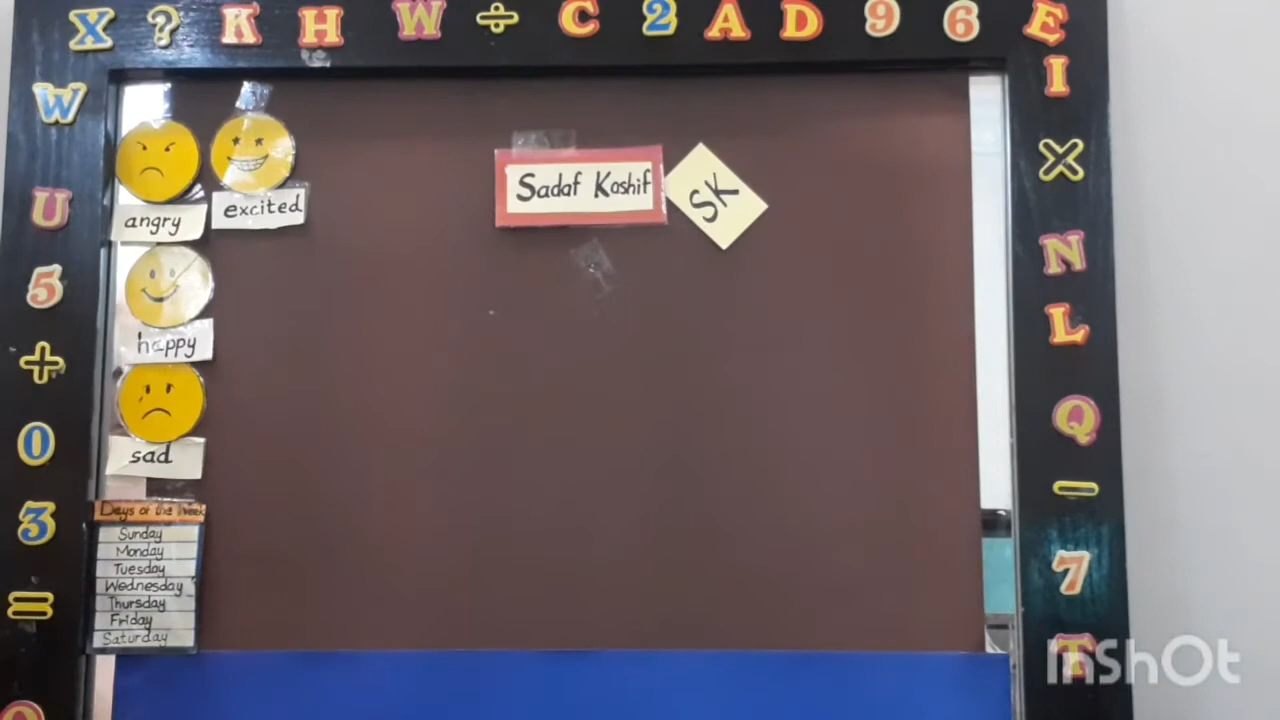 X ? K H W ÷ C 2 A D 9 6 E
W
U
5
+
0
3
=
angry
excited
happy
sad
Days of the Week
Sunday
Monday
Tuesday
Wednesday
Thursday
Friday
Saturday
Sadaf Kashif
SK
I
×
N
L
Q
−
7
T
InShOt